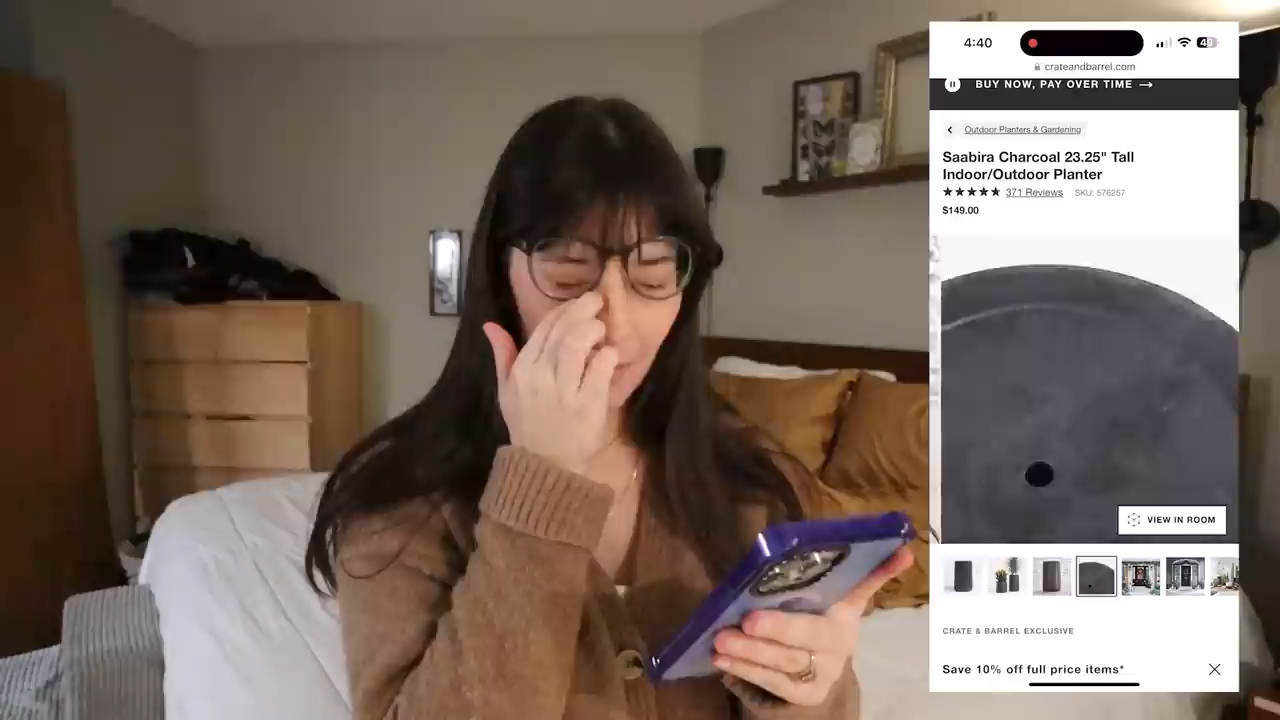 4:40
49
crateandbarrel.com
BUY NOW, PAY OVER TIME →
Outdoor Planters & Gardening
Saabira Charcoal 23.25" Tall
Indoor/Outdoor Planter
★★★★★ 371 Reviews SKU: 576257
$149.00
VIEW IN ROOM
CRATE & BARREL EXCLUSIVE
Save 10% off full price items*